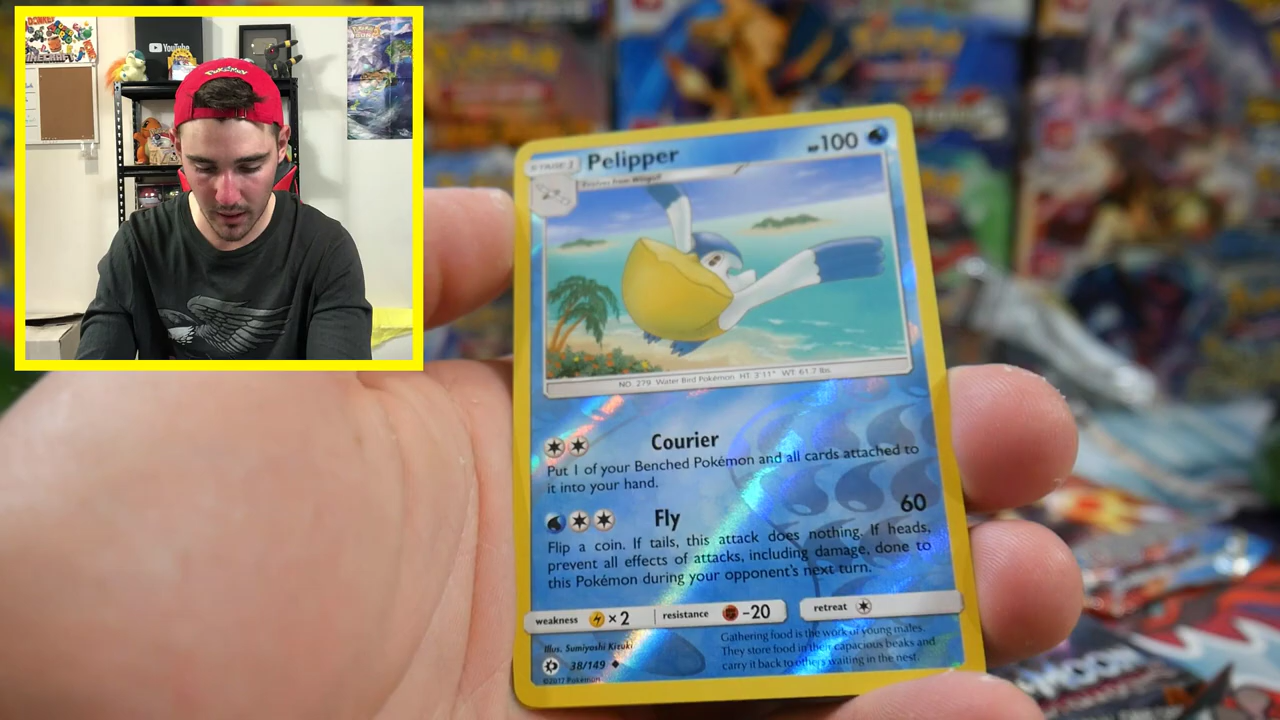 YouTube
Pokémon
STAGE 1
Pelipper
HP 100
Evolves from Wingull
NO. 279 Water Bird Pokémon HT: 3'11" WT: 61.7 lbs.
Courier
Put 1 of your Benched Pokémon and all cards attached to
it into your hand.
Fly 60
Flip a coin. If tails, this attack does nothing. If heads,
prevent all effects of attacks, including damage, done to
this Pokémon during your opponent's next turn.
weakness ×2 resistance -20 retreat
Illus. Sumiyoshi Kizuki
38/149
©2017 Pokémon
Gathering food is the work of young males.
They store food in their capacious beaks and
carry it back to others waiting in the nest.
MOON